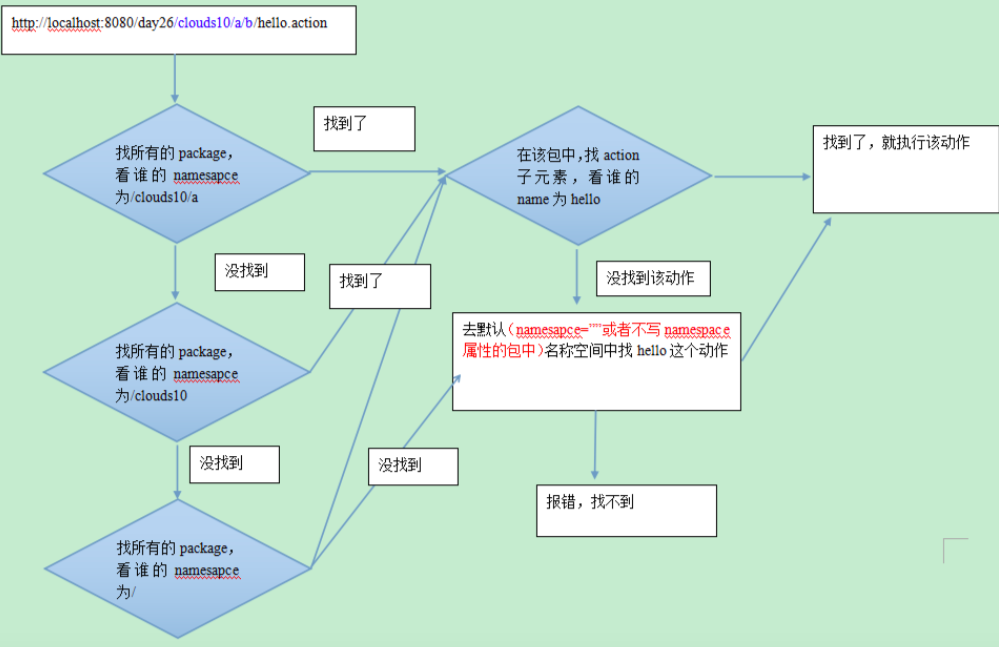 http://localhost:8080/day26/clouds10/a/b/hello.action
找到了
找所有的 package，
看谁的 namesapce
为/clouds10/a
在该包中，找 action
子元素，看谁的
name 为 hello
找到了，就执行该动作
没找到
找到了
没找到该动作
去默认（namesapce=""或者不写 namespace
属性的包中）名称空间中找 hello 这个动作
找所有的 package，
看谁的 namesapce
为/clouds10
没找到
没找到
报错，找不到
找所有的 package，
看谁的 namesapce
为/